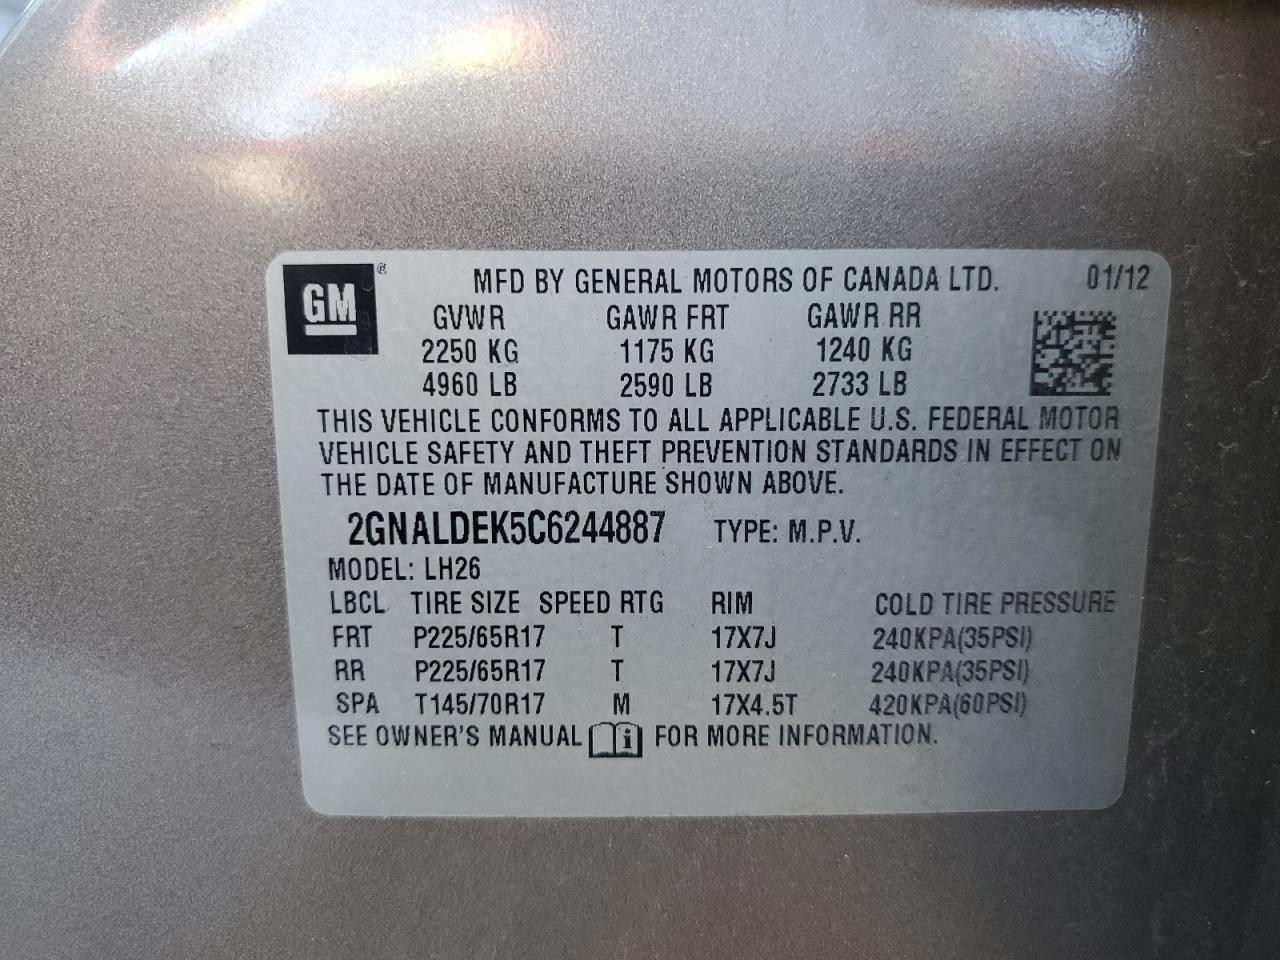 GM
MFD BY GENERAL MOTORS OF CANADA LTD. 01/12
GVWR GAWR FRT GAWR RR
2250 KG 1175 KG 1240 KG
4960 LB 2590 LB 2733 LB
THIS VEHICLE CONFORMS TO ALL APPLICABLE U.S. FEDERAL MOTOR
VEHICLE SAFETY AND THEFT PREVENTION STANDARDS IN EFFECT ON
THE DATE OF MANUFACTURE SHOWN ABOVE.
2GNALDEK5C6244887 TYPE: M.P.V.
MODEL: LH26
LBCL TIRE SIZE SPEED RTG RIM COLD TIRE PRESSURE
FRT P225/65R17 T 17X7J 240KPA(35PSI)
RR P225/65R17 T 17X7J 240KPA(35PSI)
SPA T145/70R17 M 17X4.5T 420KPA(60PSI)
SEE OWNER'S MANUAL i FOR MORE INFORMATION.